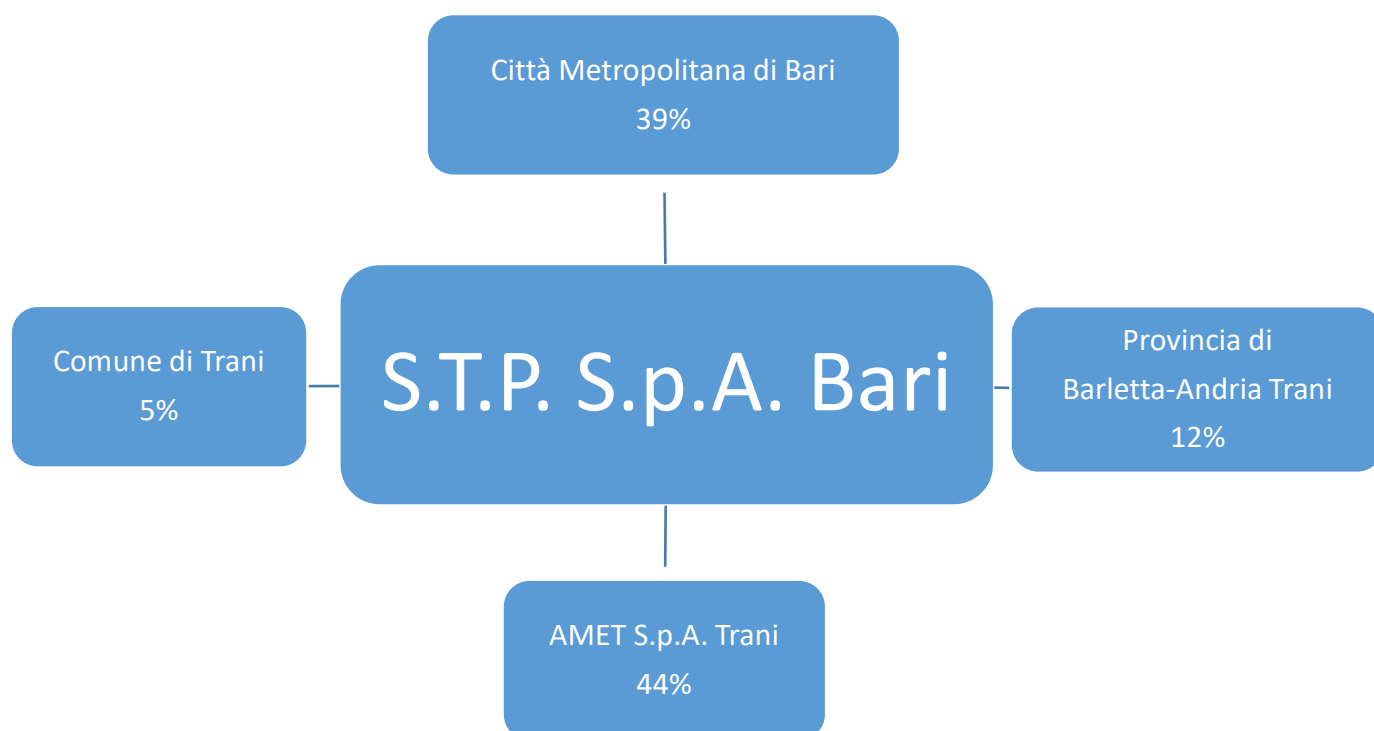 Città Metropolitana di Bari
39%
Comune di Trani
5%
S.T.P. S.p.A. Bari
Provincia di
Barletta-Andria Trani
12%
AMET S.p.A. Trani
44%